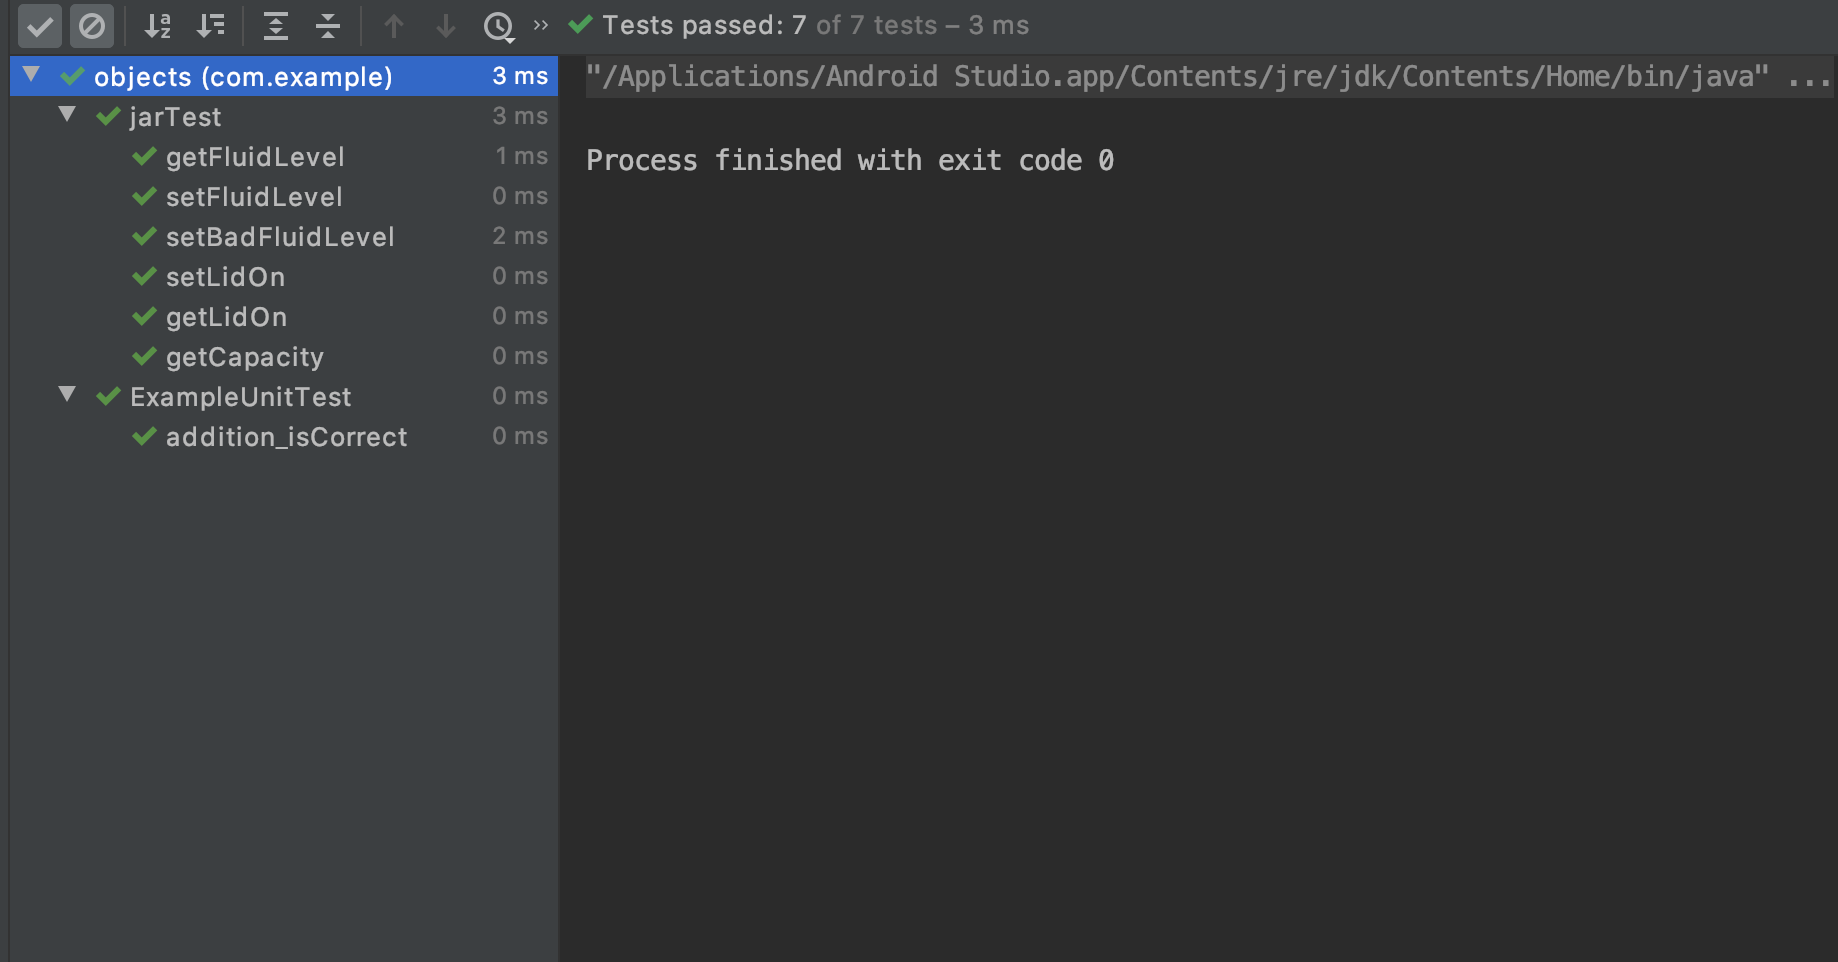 Tests passed: 7 of 7 tests – 3 ms
objects (com.example) 3 ms
jarTest 3 ms
getFluidLevel 1 ms
setFluidLevel 0 ms
setBadFluidLevel 2 ms
setLidOn 0 ms
getLidOn 0 ms
getCapacity 0 ms
ExampleUnitTest 0 ms
addition_isCorrect 0 ms
"/Applications/Android Studio.app/Contents/jre/jdk/Contents/Home/bin/java" ...
Process finished with exit code 0